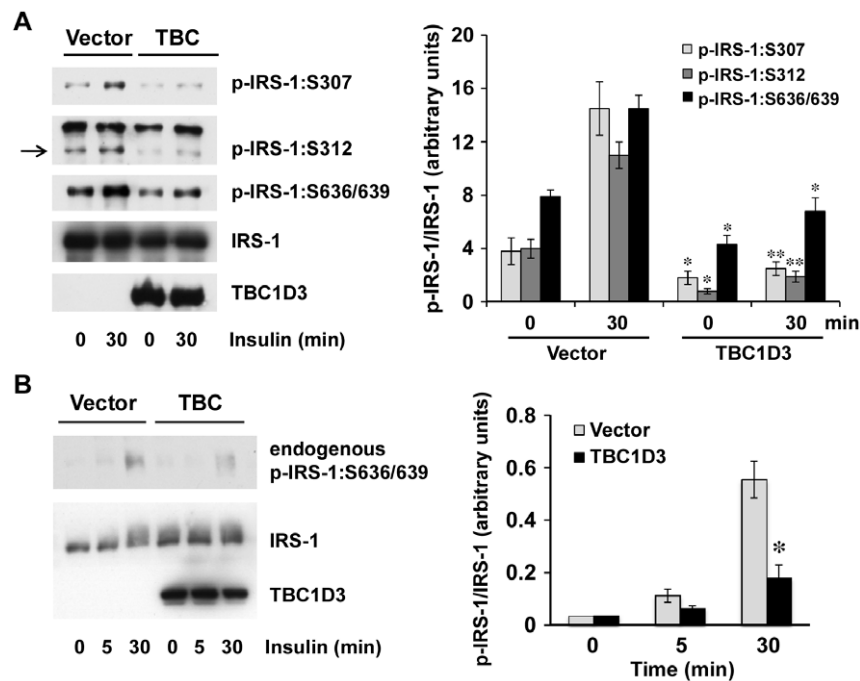 A
Vector TBC
p-IRS-1:S307
p-IRS-1:S312
p-IRS-1:S636/639
IRS-1
TBC1D3
0 30 0 30 Insulin (min)
p-IRS-1/IRS-1 (arbitrary units)
20
16
12
8
4
0
p-IRS-1:S307
p-IRS-1:S312
p-IRS-1:S636/639
* * *
** ** *
0 30 0 30 min
Vector TBC1D3
B
Vector TBC
endogenous
p-IRS-1:S636/639
IRS-1
TBC1D3
0 5 30 0 5 30 Insulin (min)
p-IRS-1/IRS-1 (arbitrary units)
0.8
0.6
0.4
0.2
0
Vector
TBC1D3
*
0 5 30
Time (min)